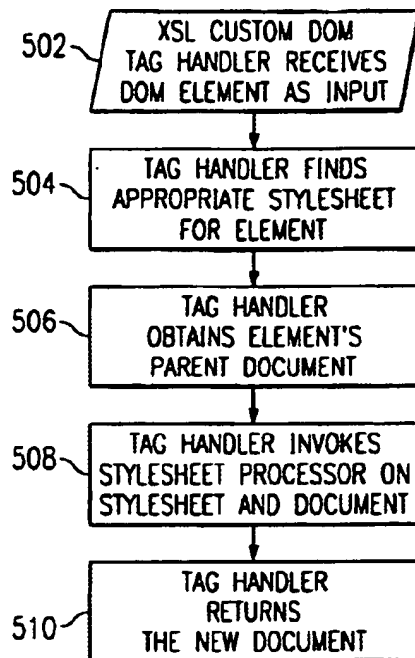 502
XSL CUSTOM DOM
TAG HANDLER RECEIVES
DOM ELEMENT AS INPUT
504
TAG HANDLER FINDS
APPROPRIATE STYLESHEET
FOR ELEMENT
506
TAG HANDLER
OBTAINS ELEMENT'S
PARENT DOCUMENT
508
TAG HANDLER INVOKES
STYLESHEET PROCESSOR ON
STYLESHEET AND DOCUMENT
510
TAG HANDLER
RETURNS
THE NEW DOCUMENT